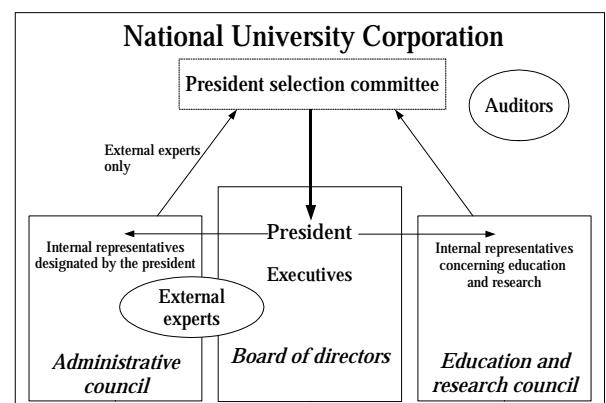 National University Corporation
President selection committee
Auditors
External experts
only
President
Internal representatives
designated by the president
Internal representatives
concerning education
and research
Executives
External
experts
Administrative
council
Board of directors
Education and
research council